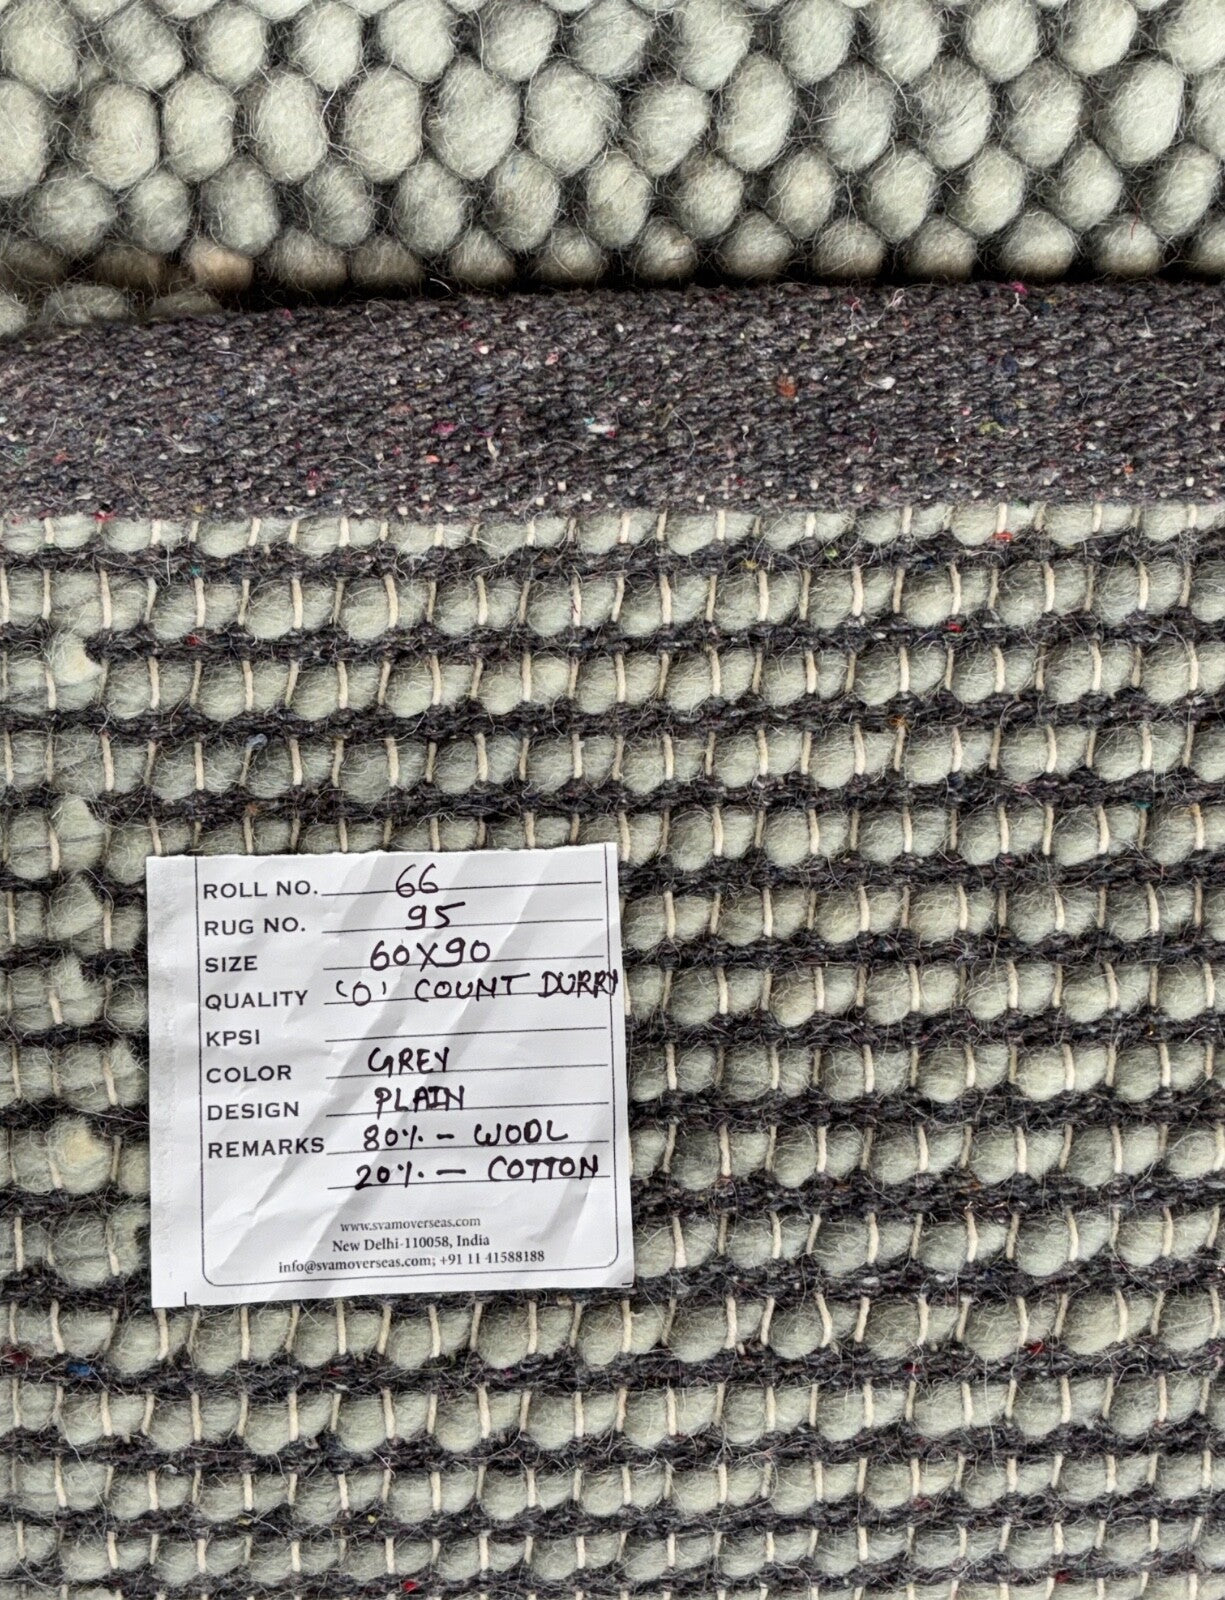 ROLL NO. 66
RUG NO. 95
SIZE 60X90
QUALITY 'O' COUNT DURRY
KPSI
COLOR GREY
DESIGN PLAIN
REMARKS 80% - WOOL
20% - COTTON
www.svamoverseas.com
New Delhi-110058, India
info@svamoverseas.com; +91 11 41588188